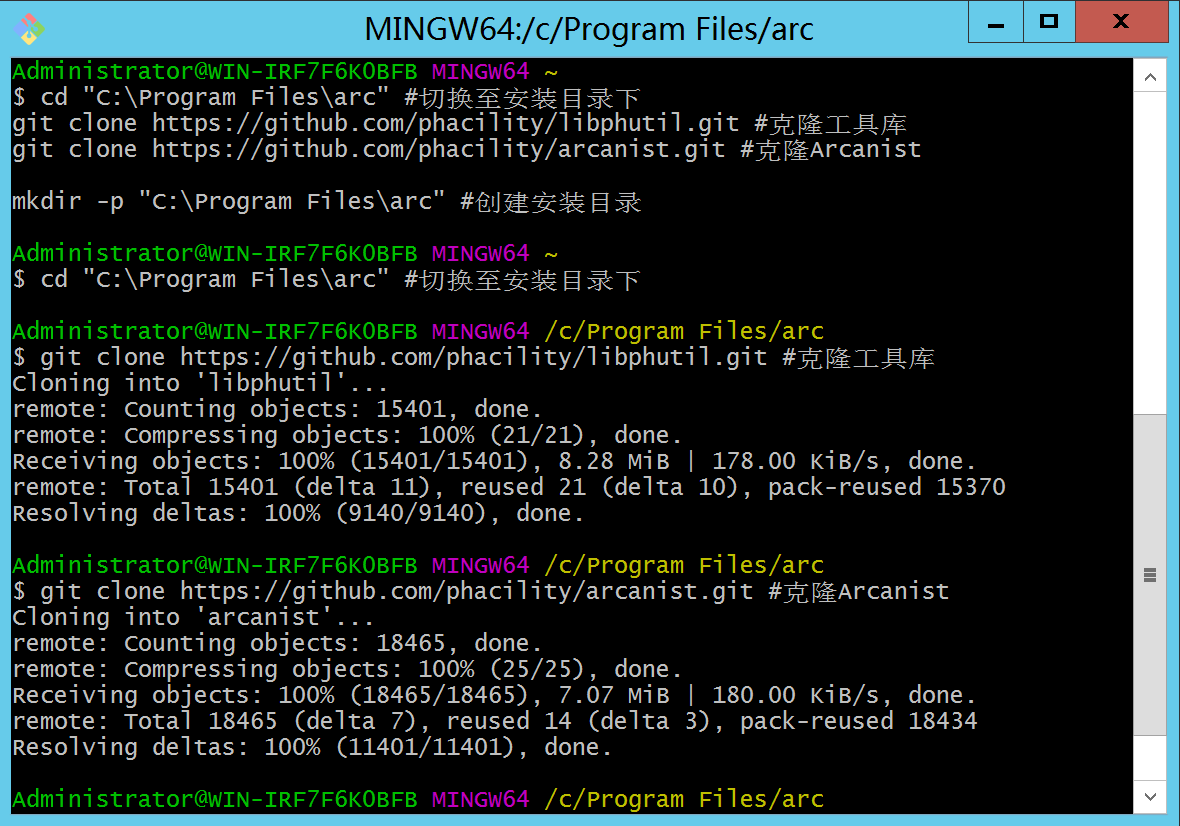 MINGW64:/c/Program Files/arc
Administrator@WIN-IRF7F6KOBFB MINGW64 ~
$ cd "C:\Program Files\arc" #切换至安装目录下
git clone https://github.com/phacility/libphutil.git #克隆工具库
git clone https://github.com/phacility/arcanist.git #克隆Arcanist
mkdir -p "C:\Program Files\arc" #创建安装目录
Administrator@WIN-IRF7F6KOBFB MINGW64 ~
$ cd "C:\Program Files\arc" #切换至安装目录下
Administrator@WIN-IRF7F6KOBFB MINGW64 /c/Program Files/arc
$ git clone https://github.com/phacility/libphutil.git #克隆工具库
Cloning into 'libphutil'...
remote: Counting objects: 15401, done.
remote: Compressing objects: 100% (21/21), done.
Receiving objects: 100% (15401/15401), 8.28 MiB | 178.00 KiB/s, done.
remote: Total 15401 (delta 11), reused 21 (delta 10), pack-reused 15370
Resolving deltas: 100% (9140/9140), done.
Administrator@WIN-IRF7F6KOBFB MINGW64 /c/Program Files/arc
$ git clone https://github.com/phacility/arcanist.git #克隆Arcanist
Cloning into 'arcanist'...
remote: Counting objects: 18465, done.
remote: Compressing objects: 100% (25/25), done.
Receiving objects: 100% (18465/18465), 7.07 MiB | 180.00 KiB/s, done.
remote: Total 18465 (delta 7), reused 14 (delta 3), pack-reused 18434
Resolving deltas: 100% (11401/11401), done.
Administrator@WIN-IRF7F6KOBFB MINGW64 /c/Program Files/arc